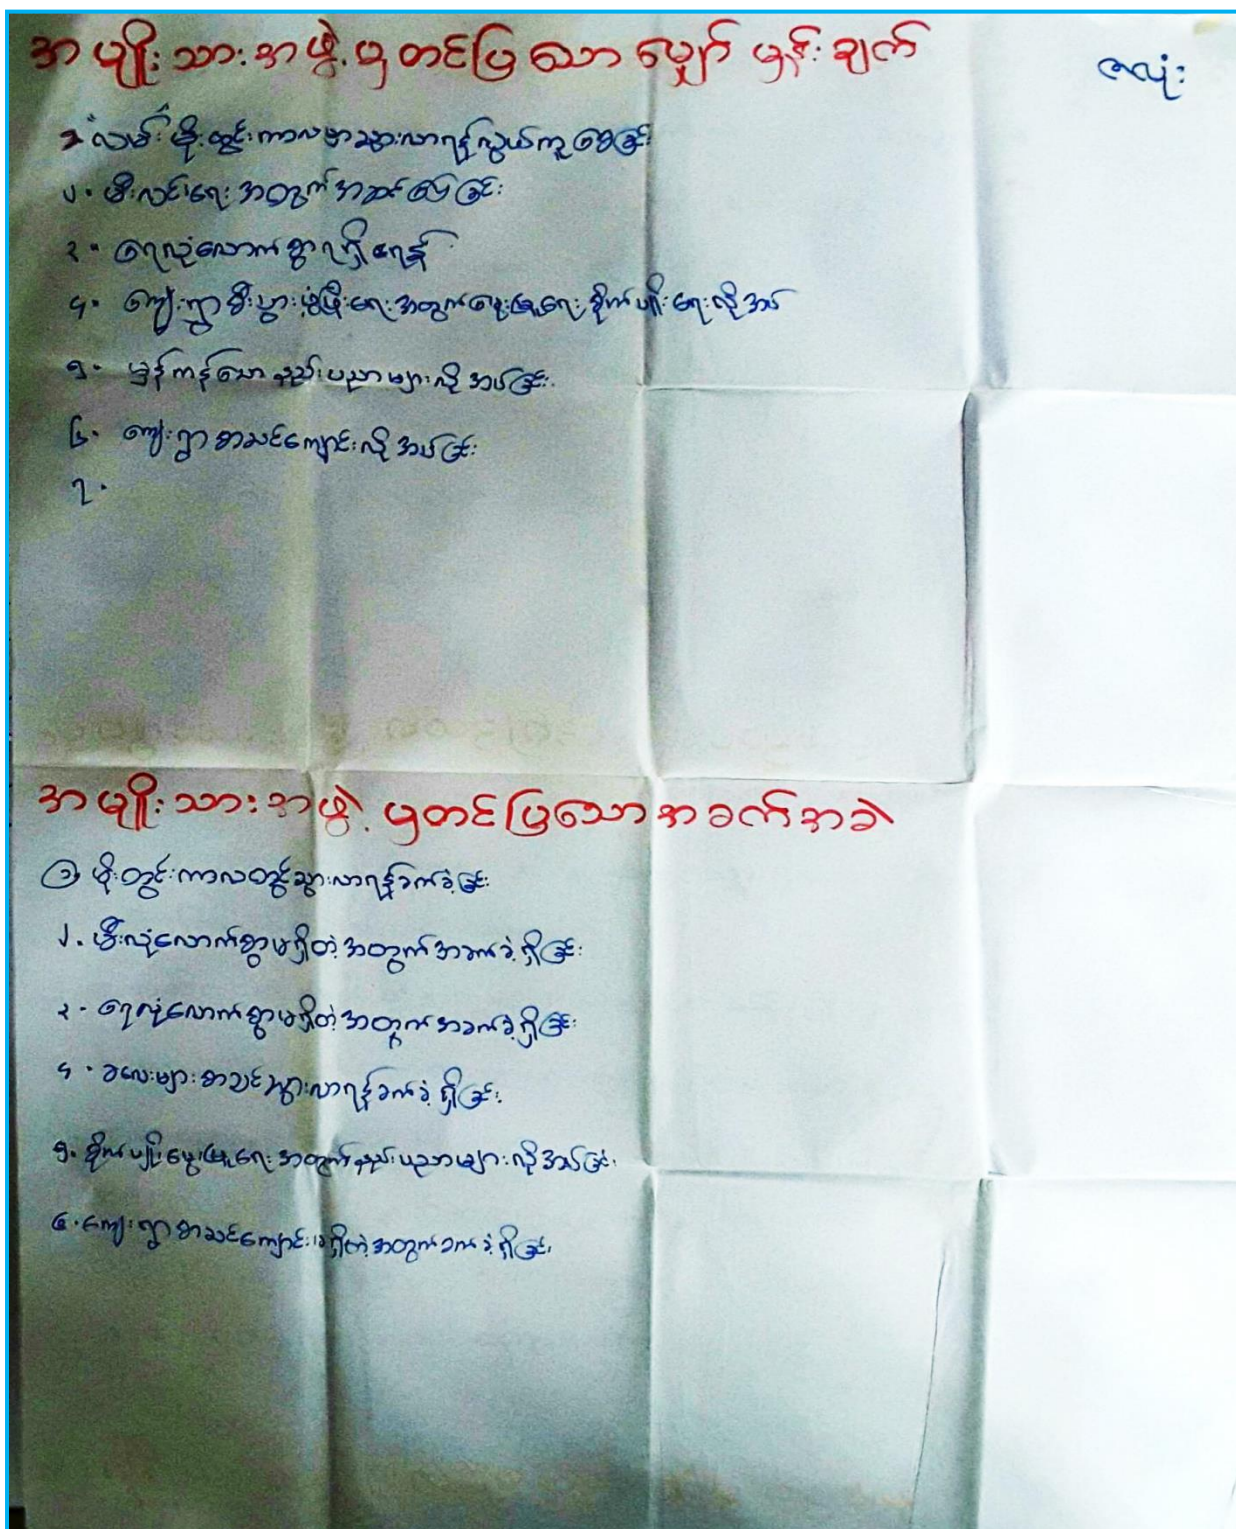 အမျိုးသားအဖွဲ့မှတင်ပြသောမျှော်မှန်းချက်
ဇလုံး
၁ "လမ်း" မိုးတွင်းကာလမှာသွားလာရန်လွယ်ကူစေခြင်း
၂. မီးလင်းရေးအတွက်အဆင်ပြေခြင်း
၃. ရေလုံလောက်စွာရရှိရေန်
၄. ကျေးရွာစီးပွားဖွံ့ဖြိုးရေးအတွက်မွေးမြူရေး, စိုက်ပျိုးရေးလိုအပ်
၅. မှန်ကန်သောနည်းပညာများလိုအပ်ခြင်း.
၆. ကျေးရွာစာသင်ကျောင်းလိုအပ်ခြင်း
၇.
အမျိုးသားအဖွဲ့မှတင်ပြသောအခက်အခဲ
၁ မိုးတွင်းကာလတွင်သွားလာရန်ခက်ခဲ့ခြင်း
၂. မီးလုံလောက်စွာမရှိတဲ့အတွက်အခက်ခဲ့ရှိခြင်း
၃. ရေလုံလောက်စွာမရှိတဲ့အတွက်အခက်ခဲ့ရှိခြင်း
၄. ခလေးများစာသင်သွားလာရန်ခက်ခဲ့ရှိခြင်း
၅. စိုက်ပျိုးမွေးမြူရေးအတွက်နည်းပညာများလိုအပ်ခြင်း
၆. ကျေးရွာစာသင်ကျောင်းမရှိတဲ့အတွက်ခက်ခဲ့ရှိခြင်း